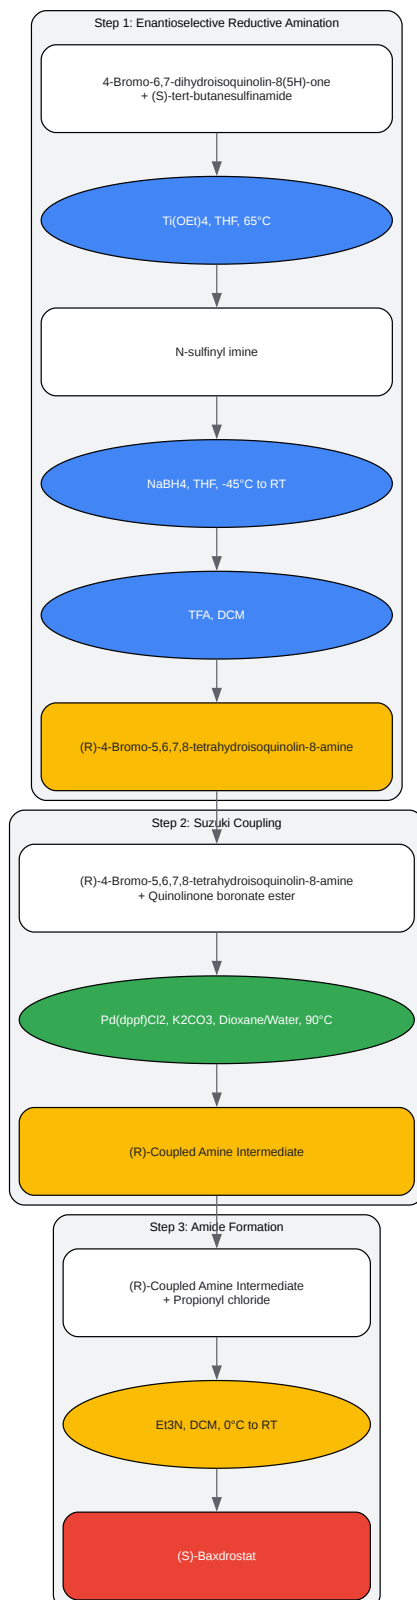 Step 1: Enantioselective Reductive Amination
4-Bromo-6,7-dihydroisoquinolin-8(5H)-one
+ (S)-tert-butanesulfinamide
Ti(OEt)4, THF, 65°C
N-sulfinyl imine
NaBH4, THF, -45°C to RT
TFA, DCM
(R)-4-Bromo-5,6,7,8-tetrahydroisoquinolin-8-amine
Step 2: Suzuki Coupling
(R)-4-Bromo-5,6,7,8-tetrahydroisoquinolin-8-amine
+ Quinolinone boronate ester
Pd(dppf)Cl2, K2CO3, Dioxane/Water, 90°C
(R)-Coupled Amine Intermediate
Step 3: Amide Formation
(R)-Coupled Amine Intermediate
+ Propionyl chloride
Et3N, DCM, 0°C to RT
(S)-Baxdrostat